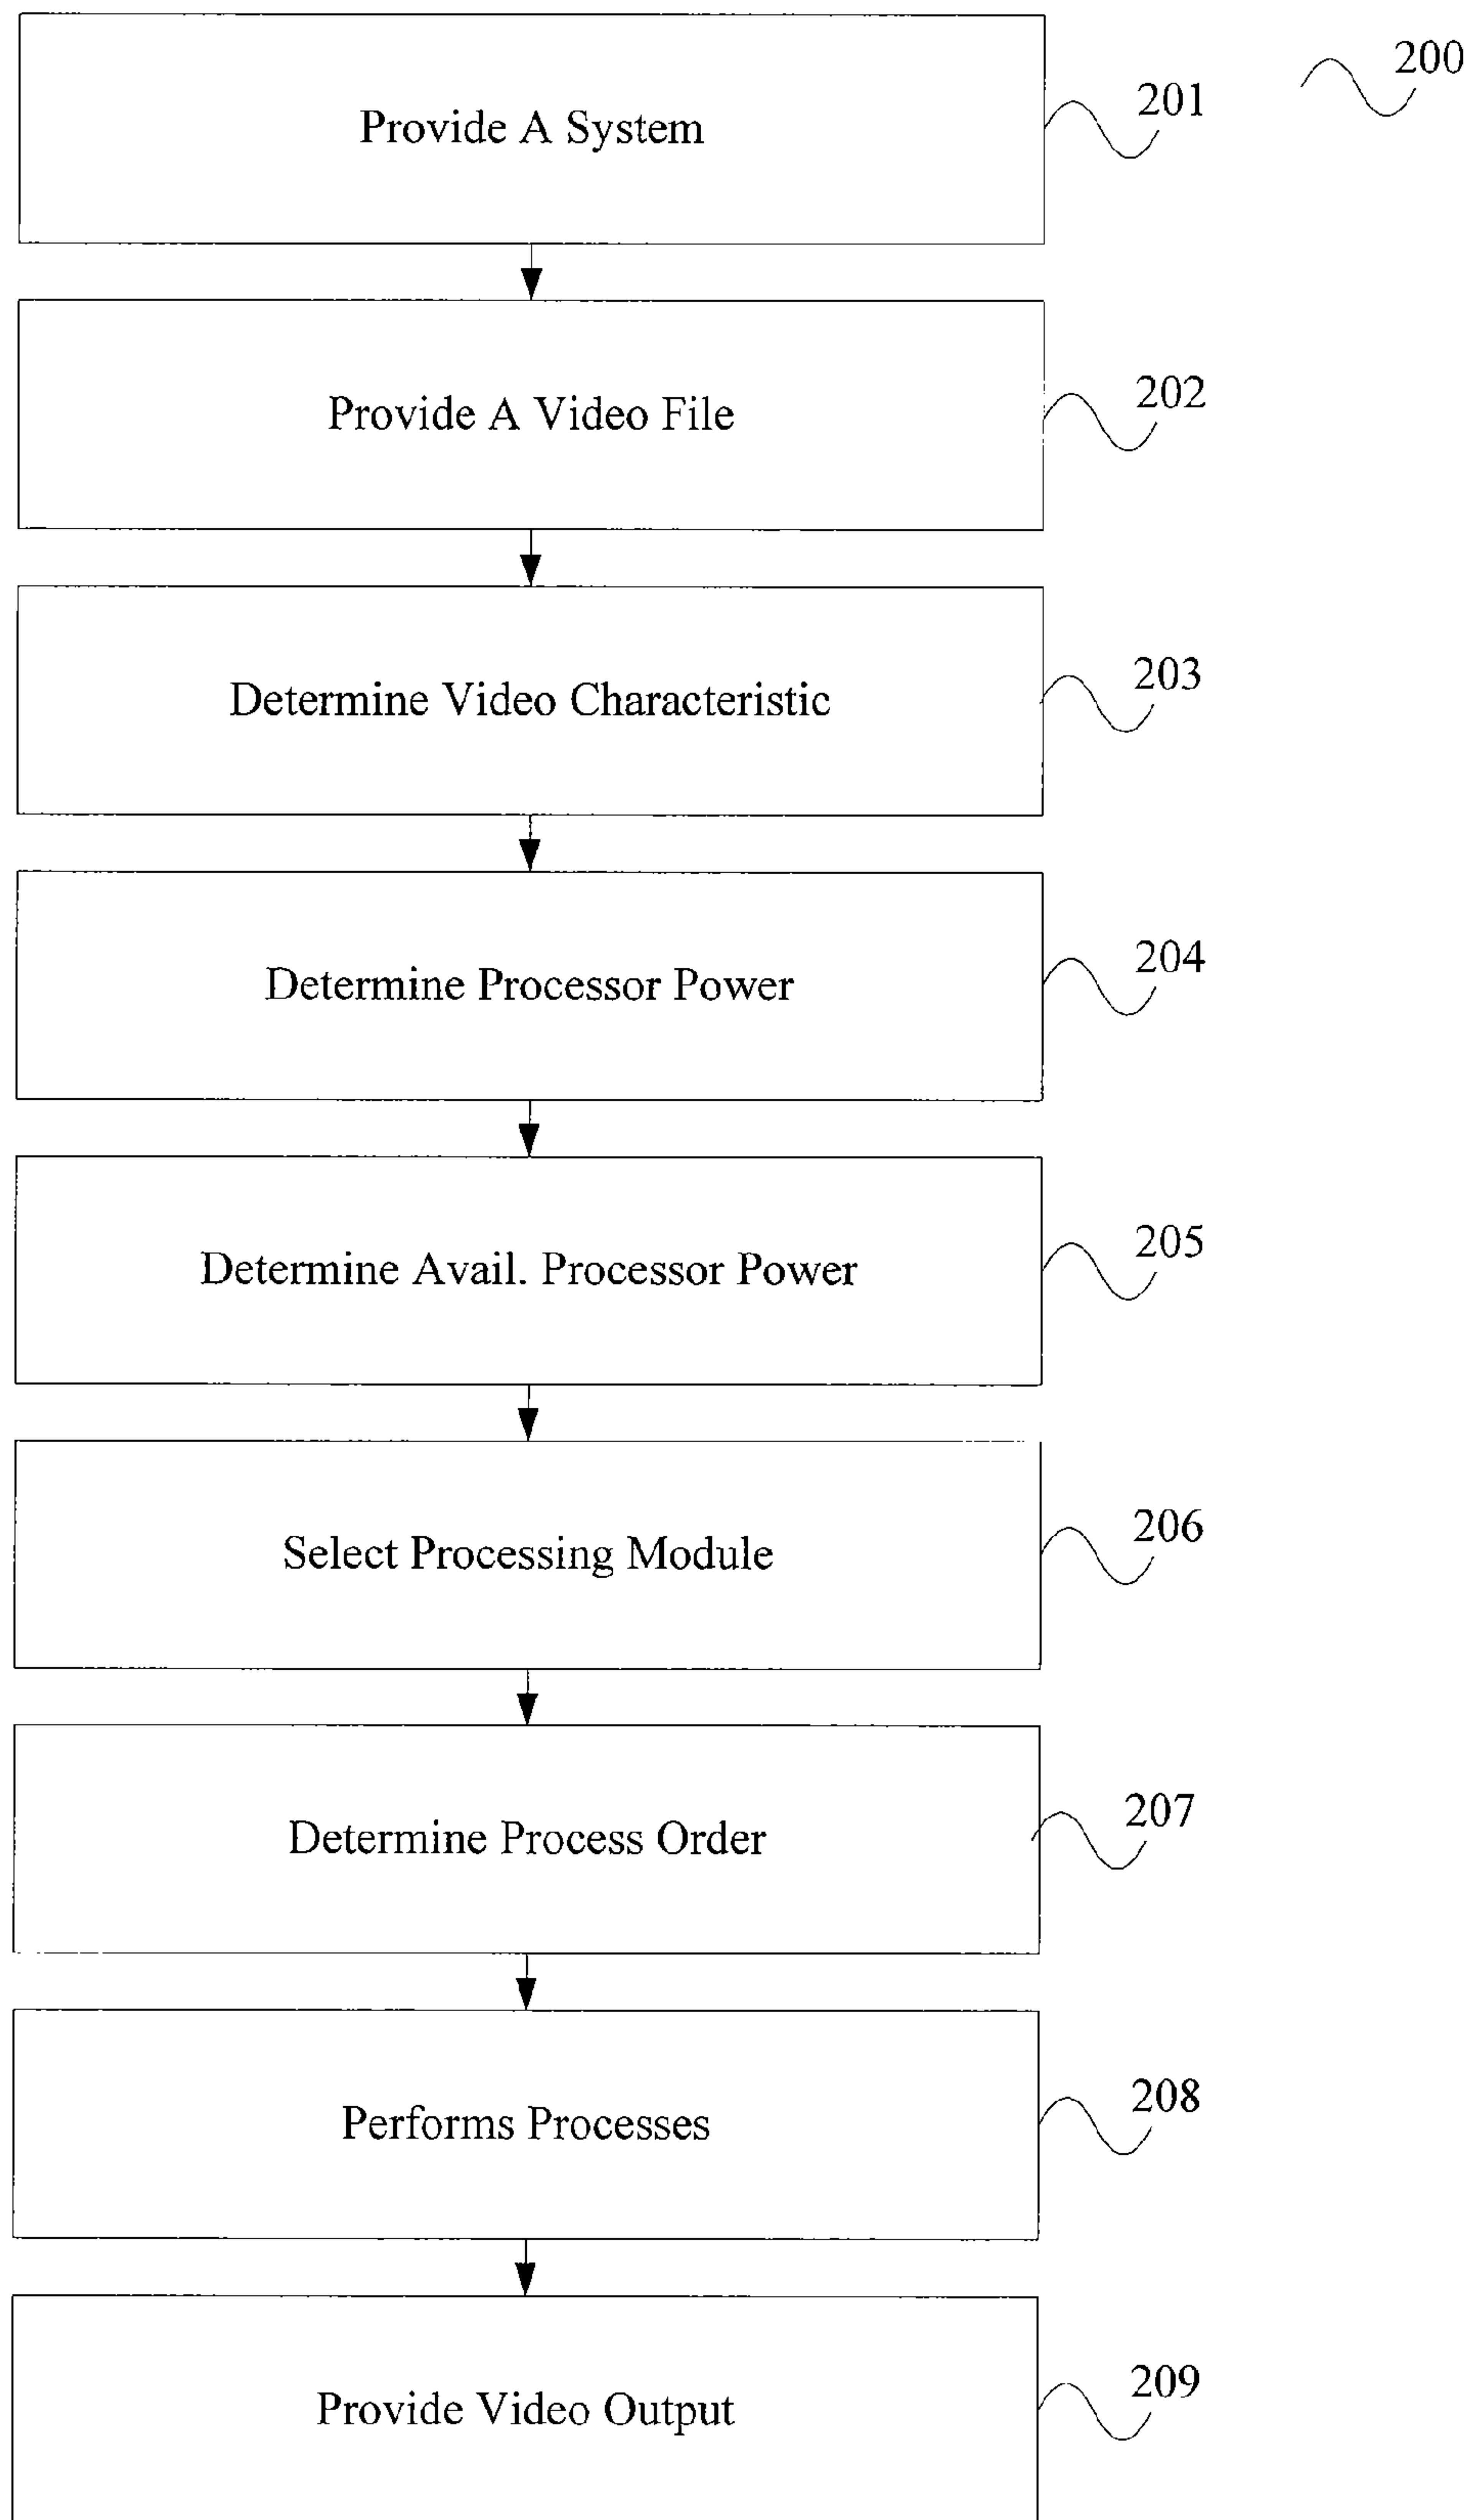 200
Provide A System
201
Provide A Video File
202
Determine Video Characteristic
203
Determine Processor Power
204
Determine Avail. Processor Power
205
Select Processing Module
206
Determine Process Order
207
Performs Processes
208
Provide Video Output
209